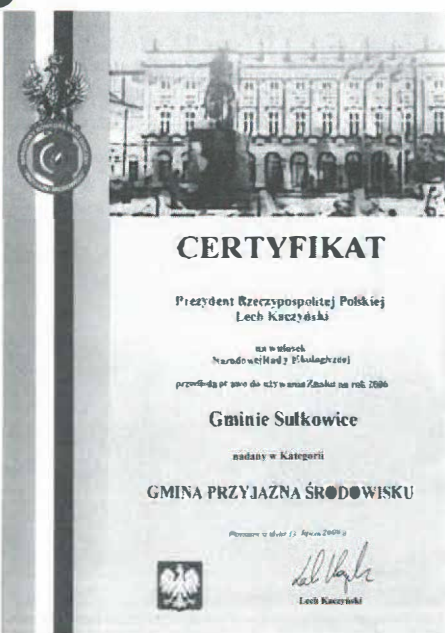 CERTYFIKAT
Prezydent Rzeczypospolitej Polskiej
Lech Kaczyński
na wniosek
Narodowej Rady Ekologicznej
przedłuża prawo do używania Znaku na rok 2006
Gminie Sułkowice
nadany w Kategorii
GMINA PRZYJAZNA ŚRODOWISKU
Lech Kaczyński